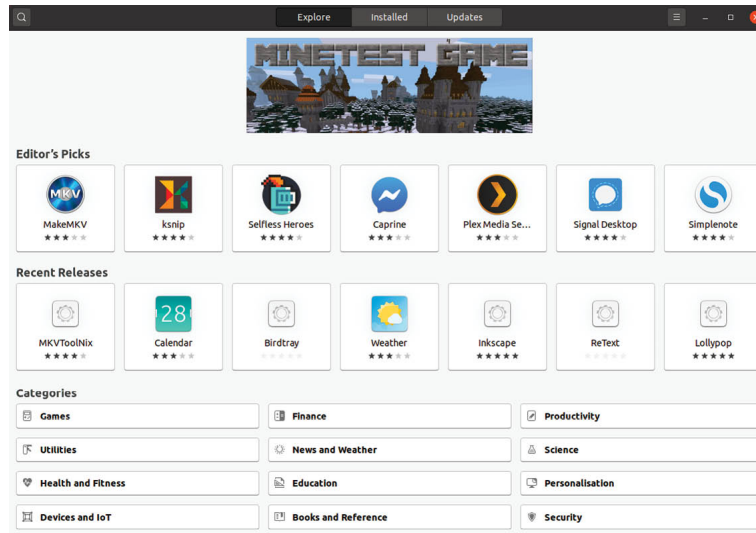 Explore Installed Updates
MINETEST GAME
Editor's Picks
MKV
MakeMKV ksnip Selfless Heroes Caprine Plex Media Se... Signal Desktop Simplenote
Recent Releases
28
MKVToolNix Calendar Birdtray Weather Inkscape ReText Lollypop
Categories
Games Finance Productivity
Utilities News and Weather Science
Health and Fitness Education Personalisation
Devices and IoT Books and Reference Security